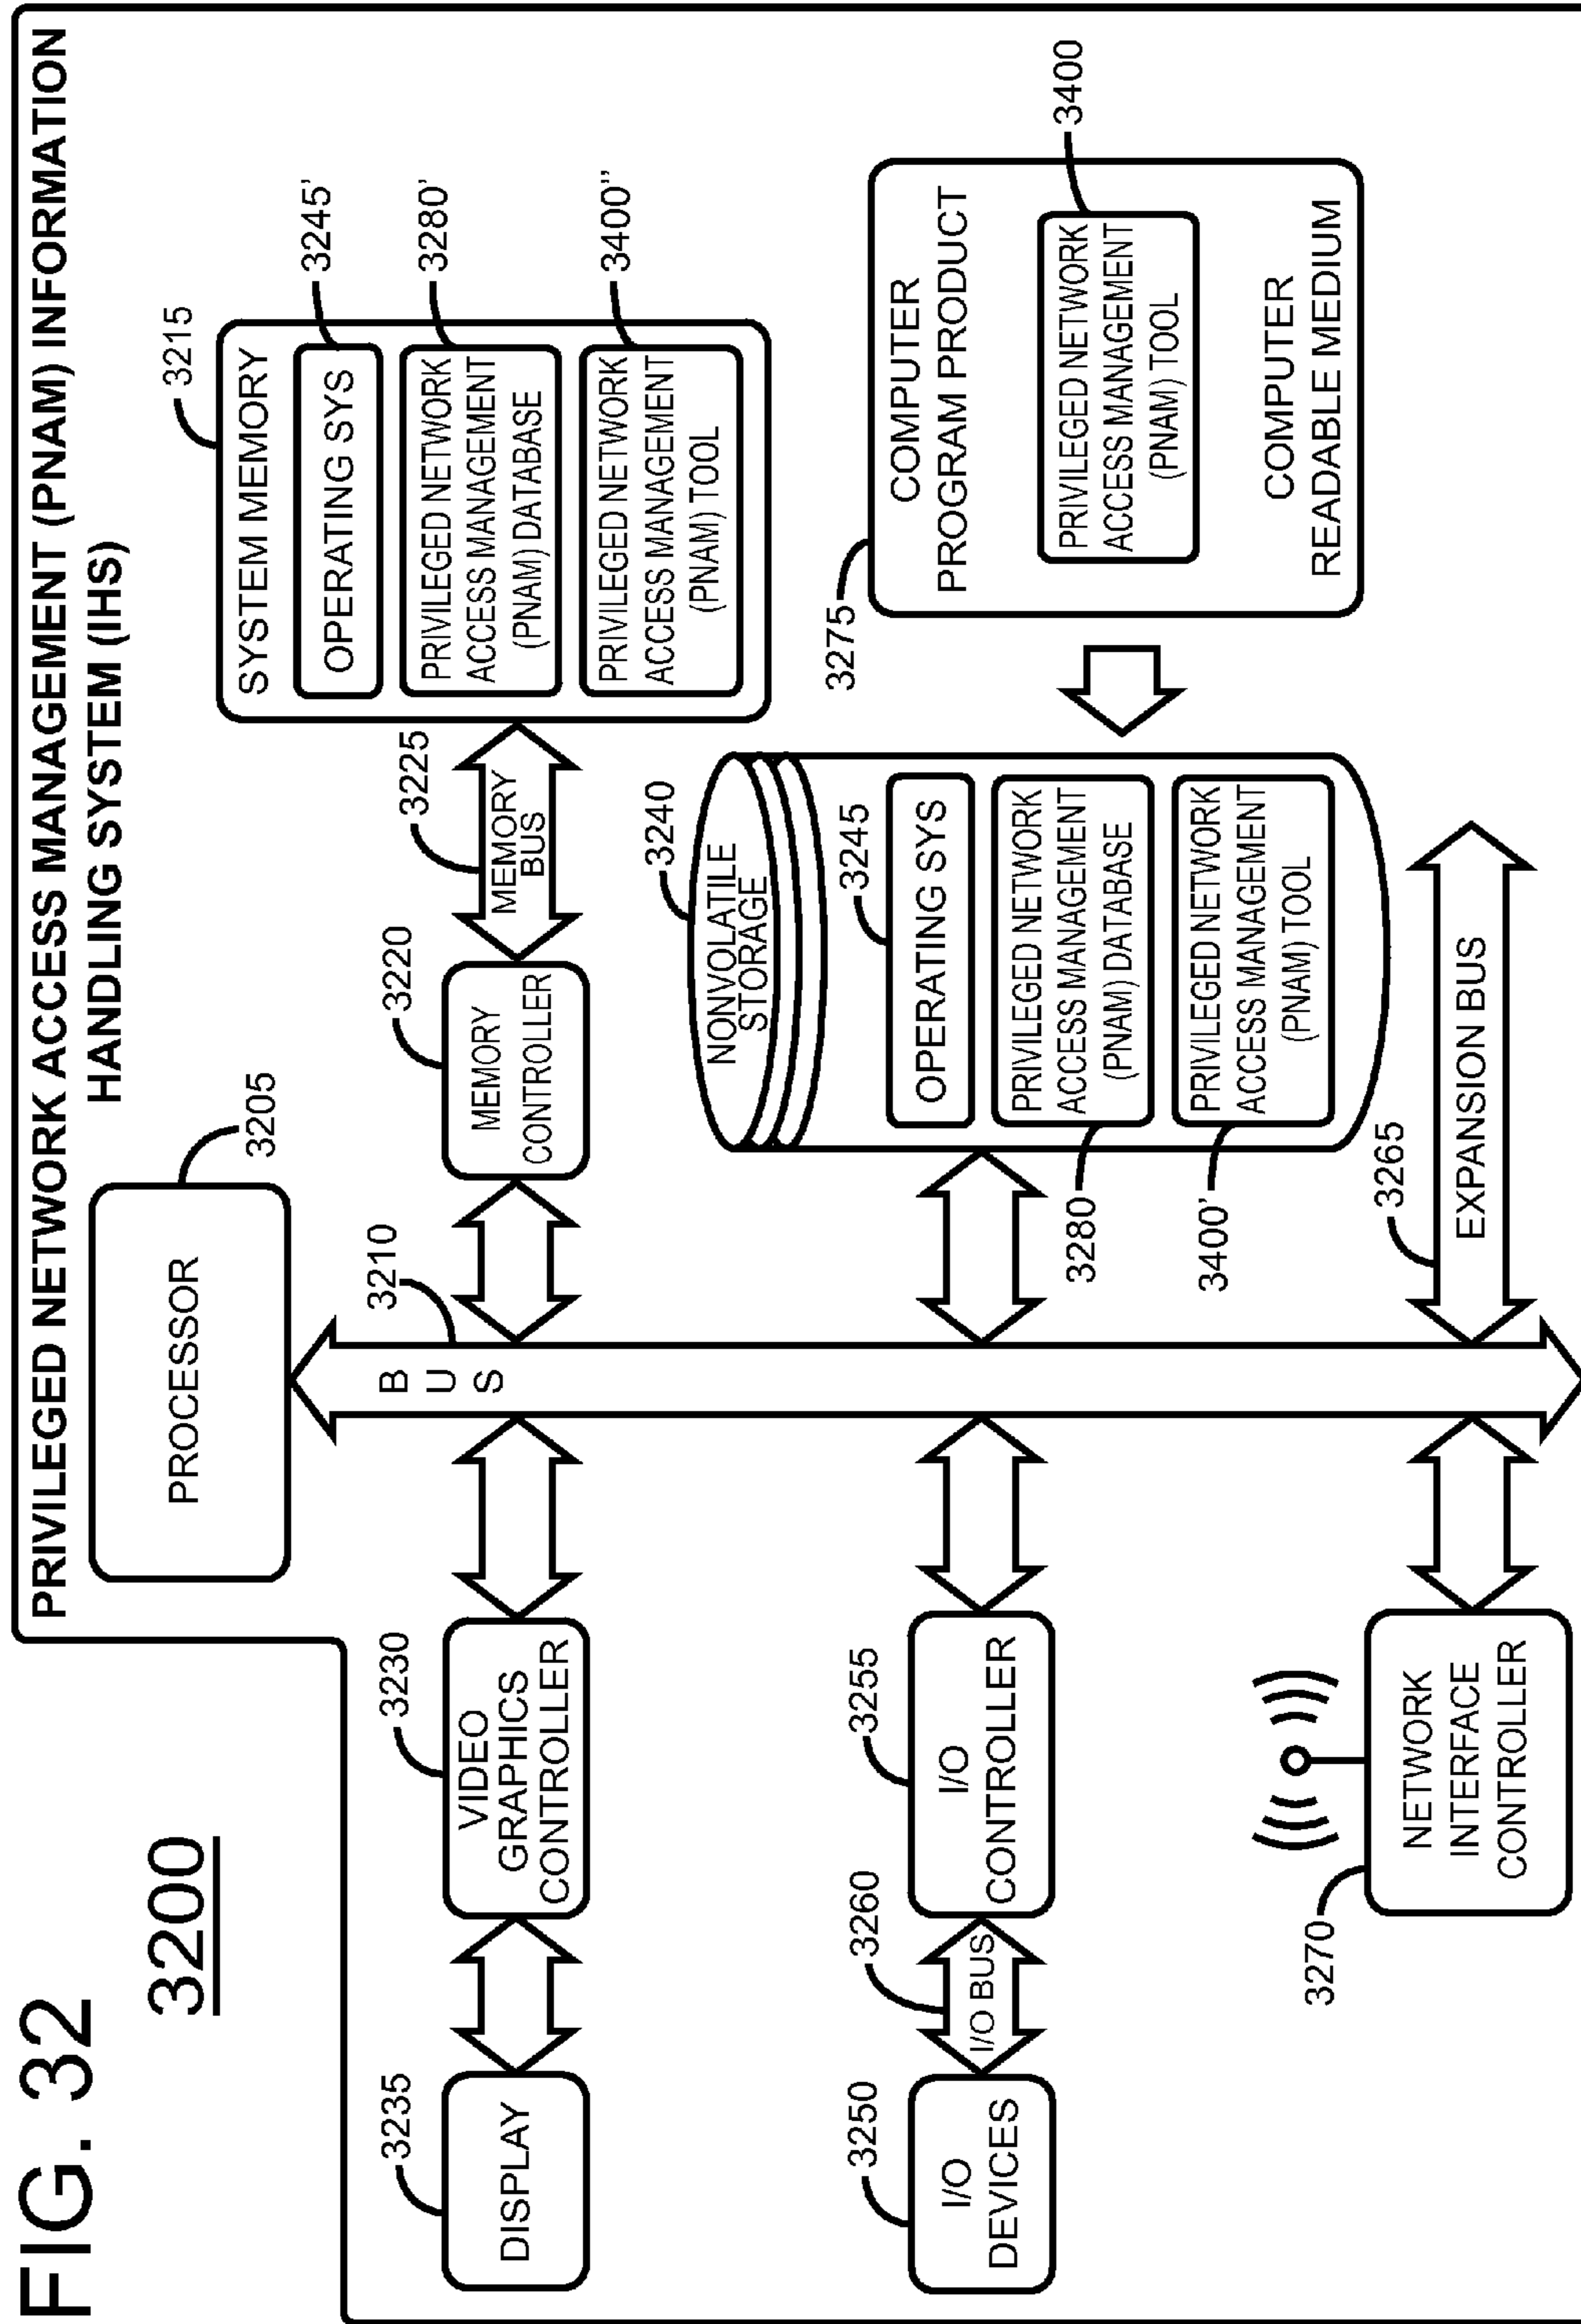 FIG. 32
3200
PRIVILEGED NETWORK ACCESS MANAGEMENT (PNAM) INFORMATION
HANDLING SYSTEM (IHS)
PROCESSOR
3205
3210
B
U
S
3235
DISPLAY
3230
VIDEO
GRAPHICS
CONTROLLER
3220
MEMORY
CONTROLLER
3225
MEMORY
BUS
3215
SYSTEM MEMORY
OPERATING SYS
3245'
PRIVILEGED NETWORK
ACCESS MANAGEMENT
(PNAM) DATABASE
3280'
PRIVILEGED NETWORK
ACCESS MANAGEMENT
(PNAM) TOOL
3400''
3250
I/O
DEVICES
3260
I/O BUS
3255
I/O
CONTROLLER
3240
NONVOLATILE
STORAGE
3245
OPERATING SYS
PRIVILEGED NETWORK
ACCESS MANAGEMENT
(PNAM) DATABASE
3280
PRIVILEGED NETWORK
ACCESS MANAGEMENT
(PNAM) TOOL
3400'
3275
COMPUTER
PROGRAM PRODUCT
PRIVILEGED NETWORK
ACCESS MANAGEMENT
(PNAM) TOOL
3400
COMPUTER
READABLE MEDIUM
3270
NETWORK
INTERFACE
CONTROLLER
3265
EXPANSION BUS